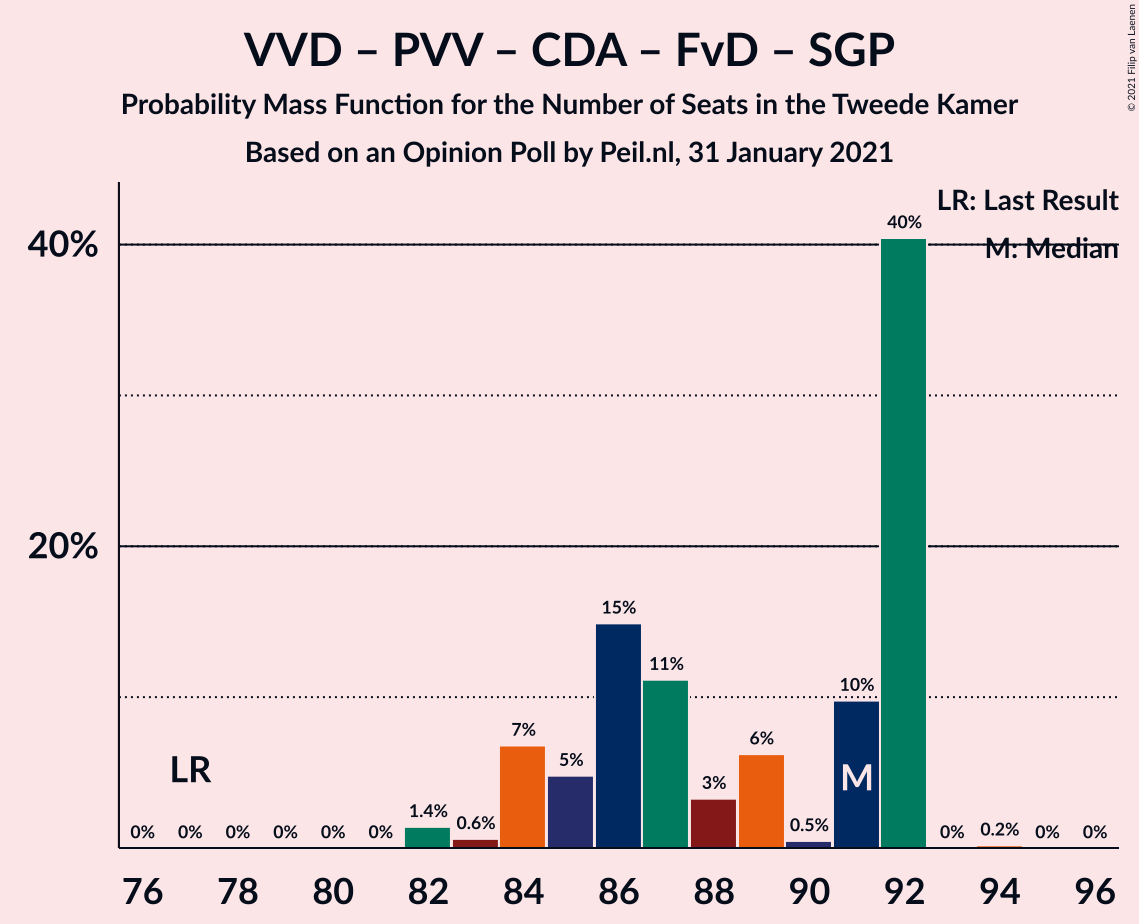 VVD – PVV – CDA – FvD – SGP
Probability Mass Function for the Number of Seats in the Tweede Kamer
Based on an Opinion Poll by Peil.nl, 31 January 2021
© 2021 Filip van Laenen
LR: Last Result
M: Median
40%
20%
40%
15%
11%
10%
7%
6%
5%
3%
1.4%
0.6%
0.5%
0.2%
0% 0% 0% 0% 0% 0%
0% 0% 0%
LR
M
76 78 80 82 84 86 88 90 92 94 96